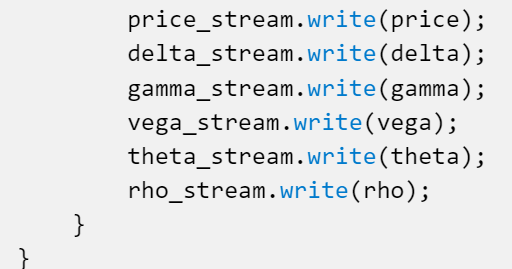 price_stream.write(price);
delta_stream.write(delta);
gamma_stream.write(gamma);
vega_stream.write(vega);
theta_stream.write(theta);
rho_stream.write(rho);
}
}